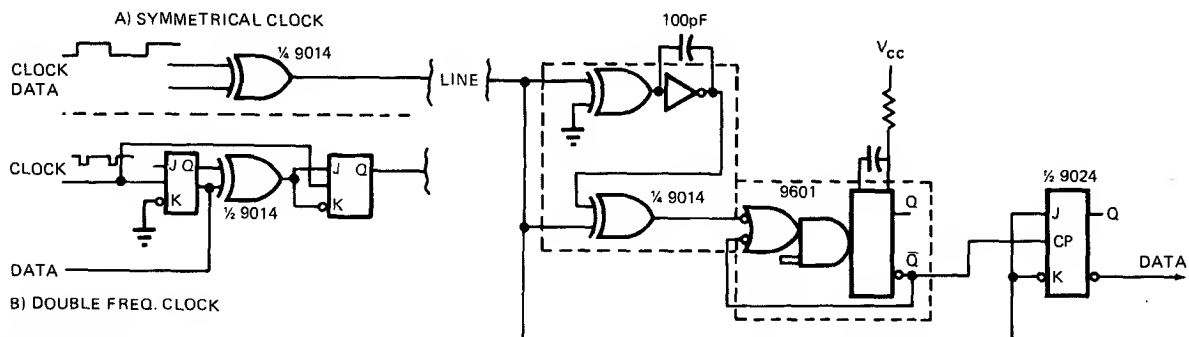 A) SYMMETRICAL CLOCK
¼ 9014
CLOCK
DATA
LINE
100pF
VCC
CLOCK
J Q
K
½ 9014
J Q
K
DATA
B) DOUBLE FREQ. CLOCK
¼ 9014
9601
Q
Q̅
½ 9024
J Q
CP
K
DATA